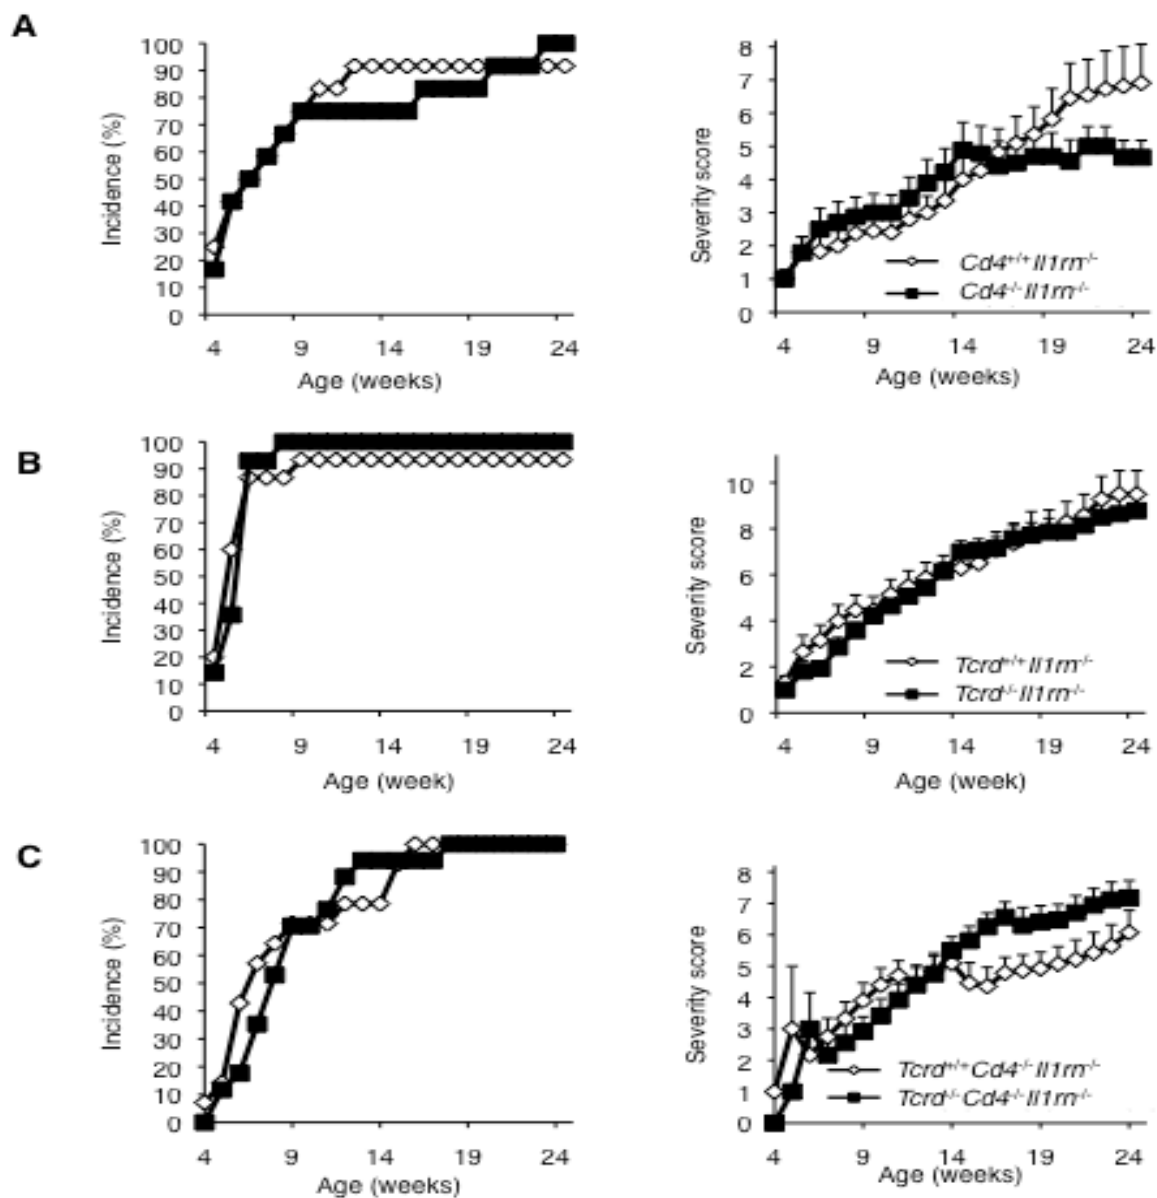 A
100
90
80
70
60
50
40
30
20
10
0
Incidence (%)
4 9 14 19 24
Age (weeks)
8
7
6
5
4
3
2
1
0
Severity score
Cd4+/+Il1rn-/-
Cd4-/-Il1rn-/-
4 9 14 19 24
Age (weeks)
B
100
90
80
70
60
50
40
30
20
10
0
Incidence (%)
4 9 14 19 24
Age (week)
10
8
6
4
2
0
Severity score
Tcrd+/+Il1rn-/-
Tcrd-/-Il1rn-/-
4 9 14 19 24
Age (week)
C
100
90
80
70
60
50
40
30
20
10
0
Incidence (%)
4 9 14 19 24
Age (weeks)
8
7
6
5
4
3
2
1
0
Severity score
Tcrd+/+Cd4-/-Il1rn-/-
Tcrd-/-Cd4-/-Il1rn-/-
4 9 14 19 24
Age (weeks)